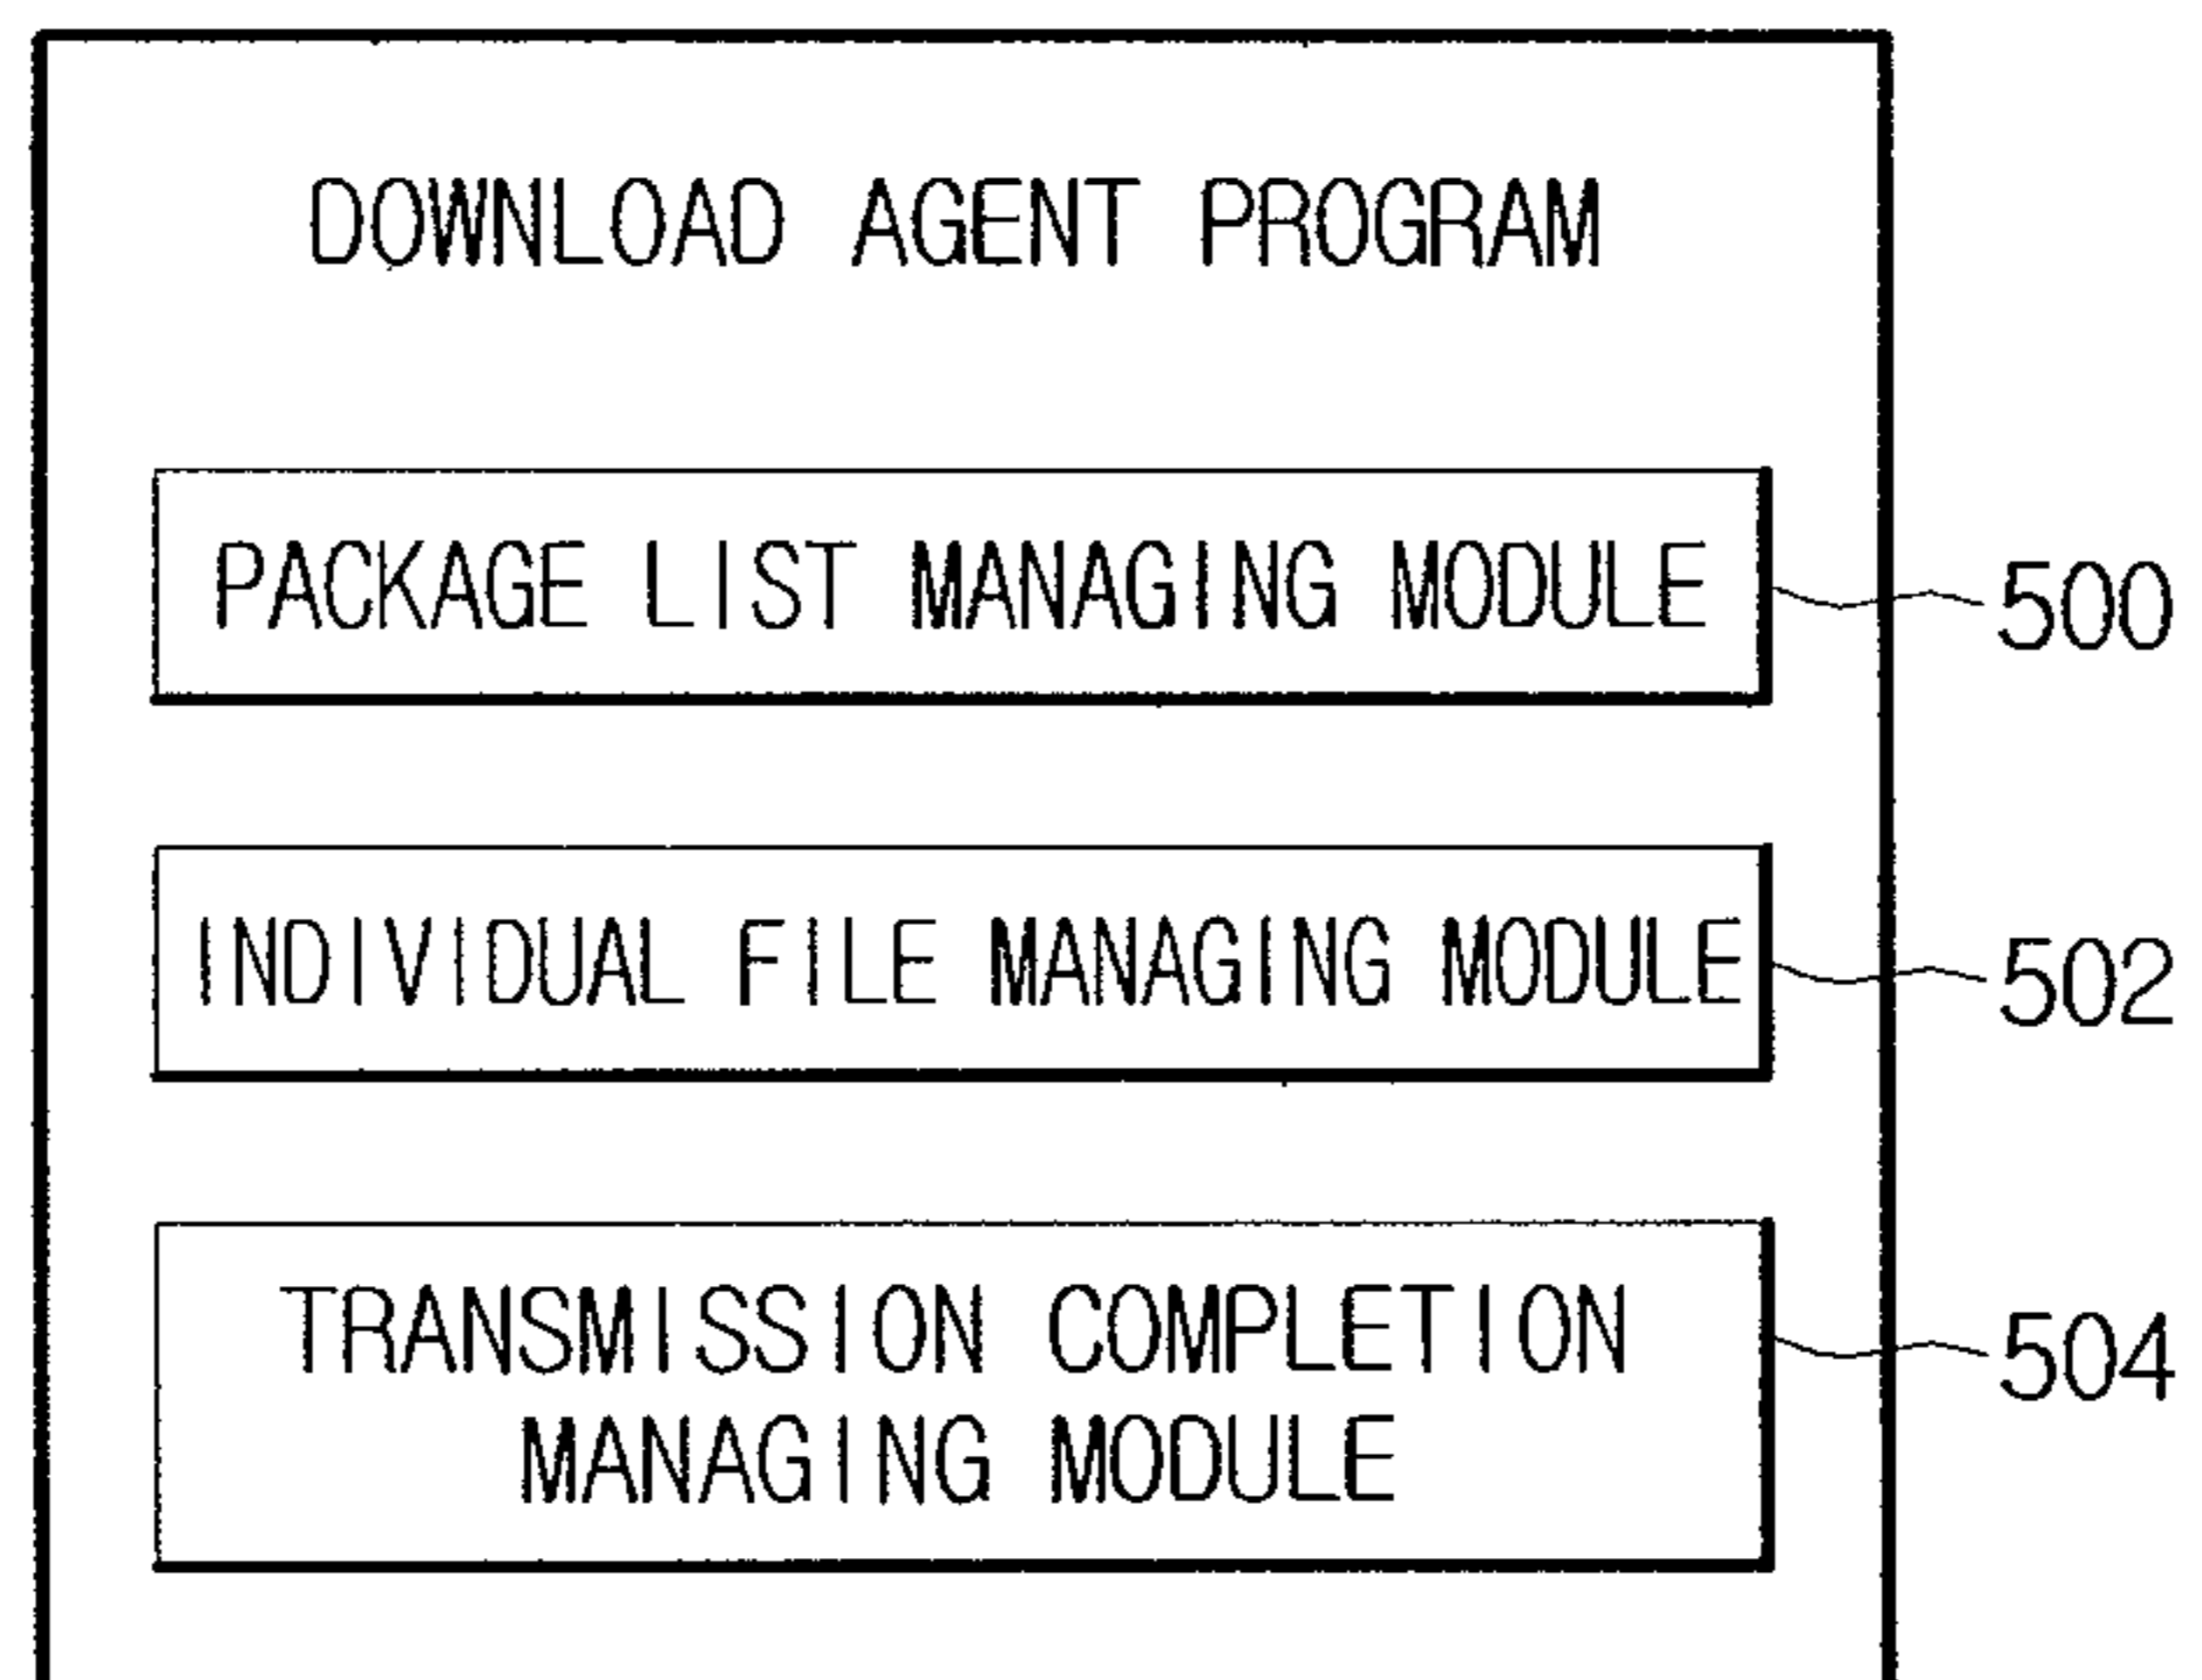 DOWNLOAD AGENT PROGRAM
PACKAGE LIST MANAGING MODULE
500
INDIVIDUAL FILE MANAGING MODULE
502
TRANSMISSION COMPLETION
MANAGING MODULE
504